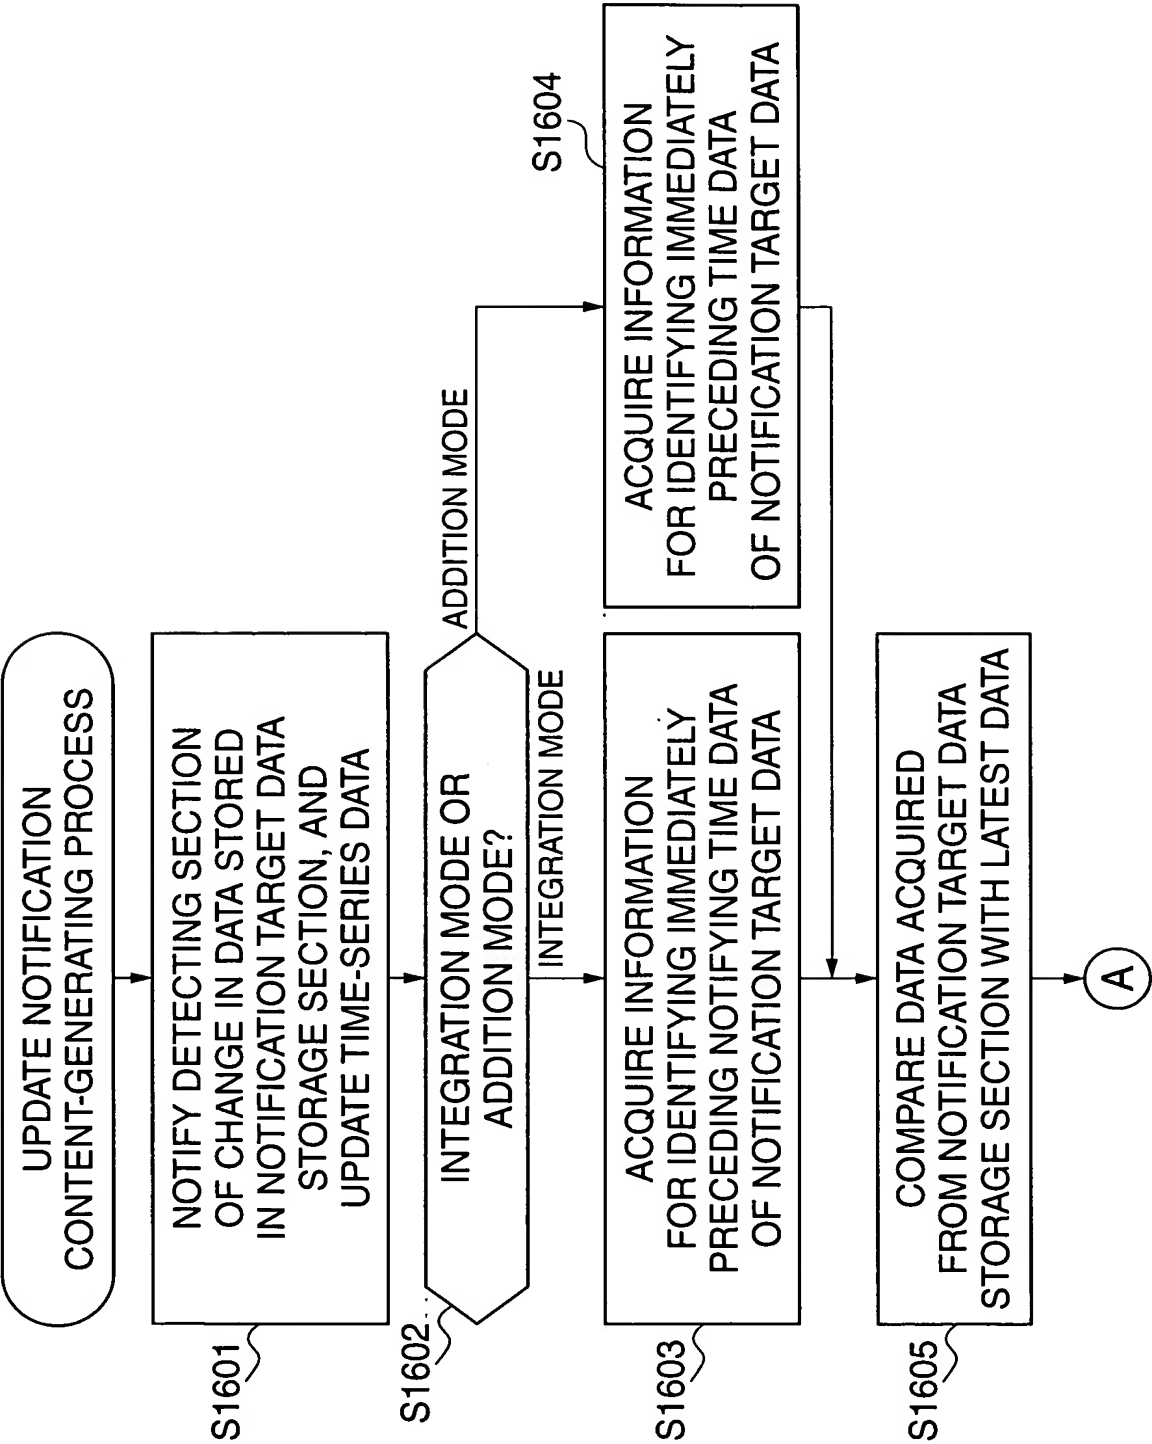 UPDATE NOTIFICATION
CONTENT-GENERATING PROCESS
S1601
NOTIFY DETECTING SECTION
OF CHANGE IN DATA STORED
IN NOTIFICATION TARGET DATA
STORAGE SECTION, AND
UPDATE TIME-SERIES DATA
S1602
INTEGRATION MODE OR
ADDITION MODE?
ADDITION MODE
INTEGRATION MODE
S1603
ACQUIRE INFORMATION
FOR IDENTIFYING IMMEDIATELY
PRECEDING NOTIFYING TIME DATA
OF NOTIFICATION TARGET DATA
S1604
ACQUIRE INFORMATION
FOR IDENTIFYING IMMEDIATELY
PRECEDING TIME DATA
OF NOTIFICATION TARGET DATA
S1605
COMPARE DATA ACQUIRED
FROM NOTIFICATION TARGET DATA
STORAGE SECTION WITH LATEST DATA
A